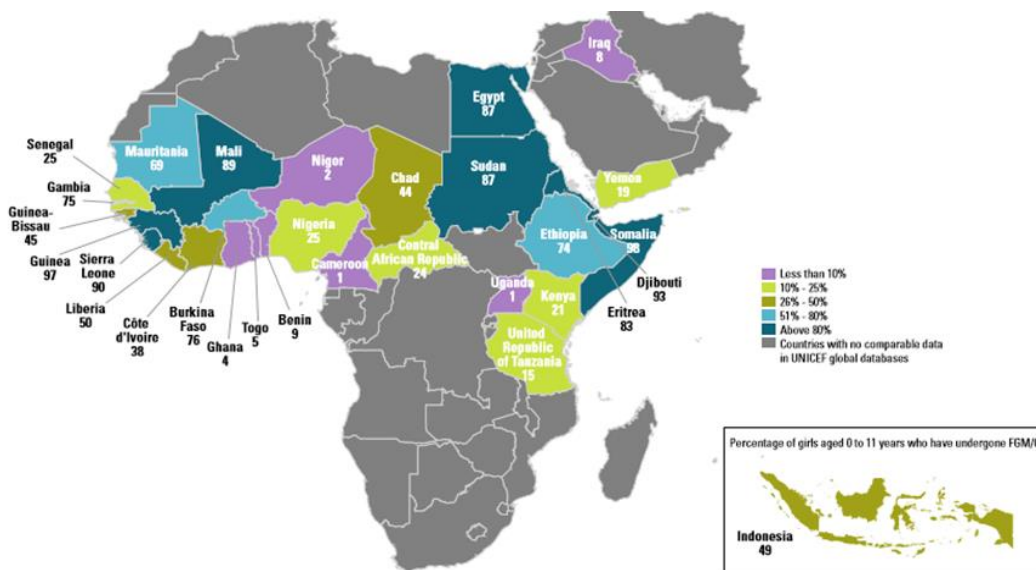 Iraq
8
Egypt
87
Senegal
25
Mauritania
69
Mali
89
Nigor
2
Chad
44
Sudan
87
Yemen
19
Gambia
75
Guinea-
Bissau
45
Nigeria
25
Ethiopia
74
Somalia
98
Guinea
97
Sierra
Leone
90
Central
African Republic
24
Cameroon
1
Djibouti
93
Liberia
50
Côte
d'Ivoire
38
Burkina
Faso
76
Ghana
4
Togo
5
Benin
9
Uganda
1
Kenya
21
Eritrea
83
United
Republic
of Tanzania
15
Less than 10%
10% - 25%
26% - 50%
51% - 80%
Above 80%
Countries with no comparable data
in UNICEF global databases
Percentage of girls aged 0 to 11 years who have undergone FGM/
Indonesia
49